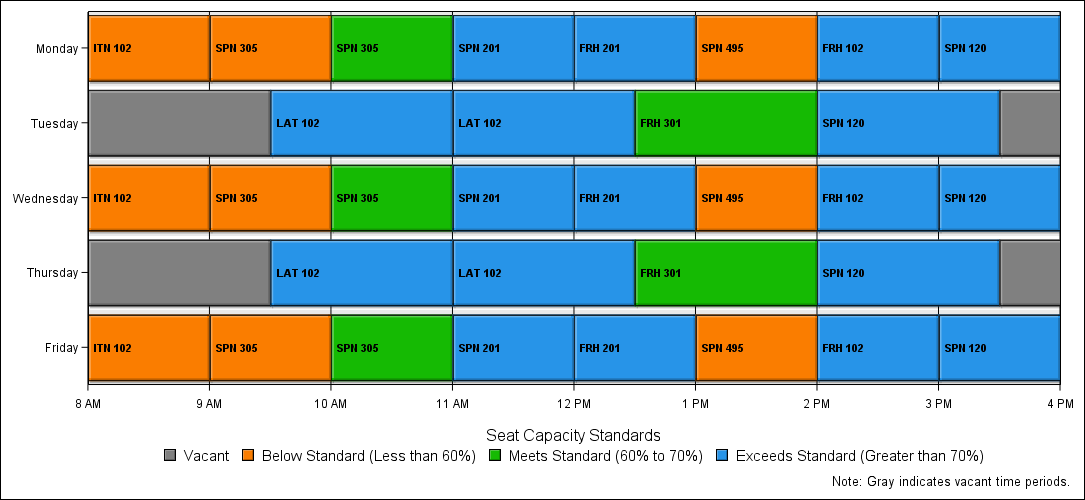 Monday ITN 102 SPN 305 SPN 305 SPN 201 FRH 201 SPN 495 FRH 102 SPN 120
Tuesday LAT 102 LAT 102 FRH 301 SPN 120
Wednesday ITN 102 SPN 305 SPN 305 SPN 201 FRH 201 SPN 495 FRH 102 SPN 120
Thursday LAT 102 LAT 102 FRH 301 SPN 120
Friday ITN 102 SPN 305 SPN 305 SPN 201 FRH 201 SPN 495 FRH 102 SPN 120
8 AM 9 AM 10 AM 11 AM 12 PM 1 PM 2 PM 3 PM 4 PM
Seat Capacity Standards
Vacant Below Standard (Less than 60%) Meets Standard (60% to 70%) Exceeds Standard (Greater than 70%)
Note: Gray indicates vacant time periods.